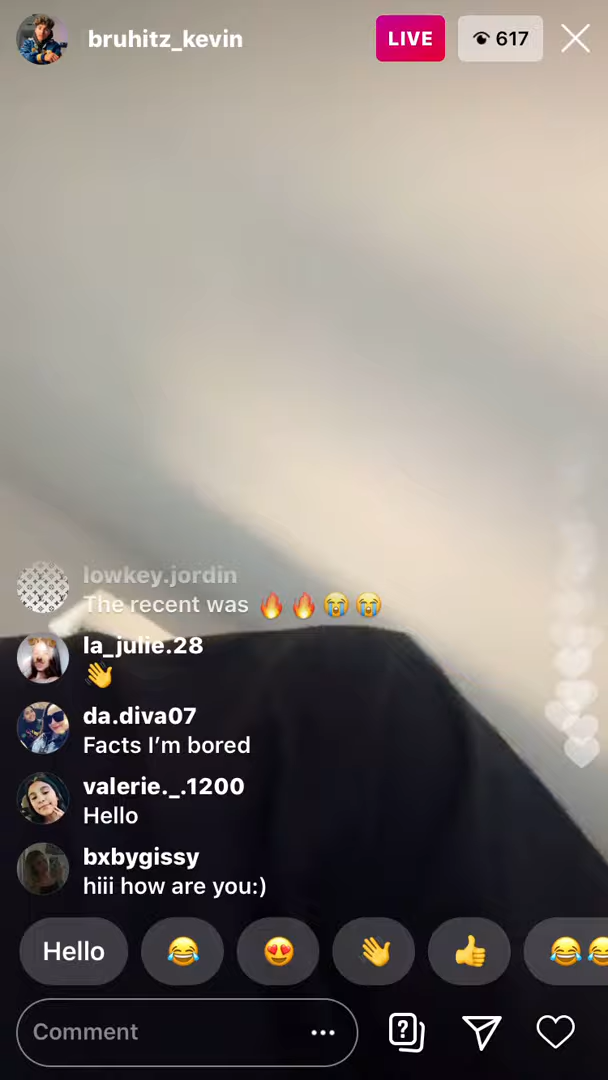 bruhitz_kevin
LIVE
617
lowkey.jordin
The recent was 🔥 🔥 😭 😭
la_julie.28
👋
da.diva07
Facts I’m bored
valerie._.1200
Hello
bxbygissy
hiii how are you:)
Hello 😂 😍 👋 👍 😂😂
Comment